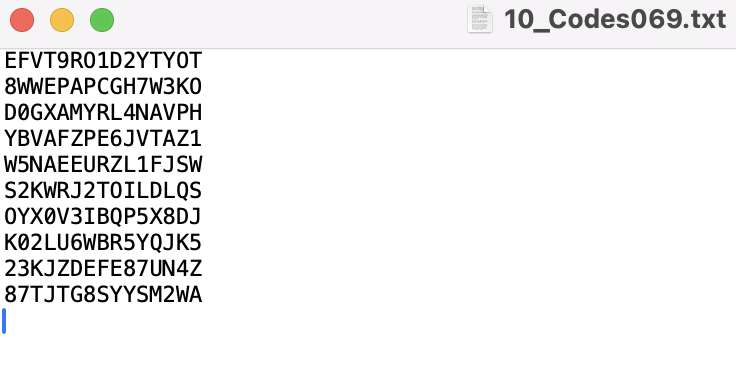 10_Codes069.txt
EFVT9RO1D2YTYOT
8WWEPAPCGH7W3KO
D0GXAMYRL4NAVPH
YBVAFZPE6JVTAZ1
W5NAEEURZL1FJSW
S2KWRJ2TOILDLQS
OYX0V3IBQP5X8DJ
K02LU6WBR5YQJK5
23KJZDEFE87UN4Z
87TJTG8SYYSM2WA